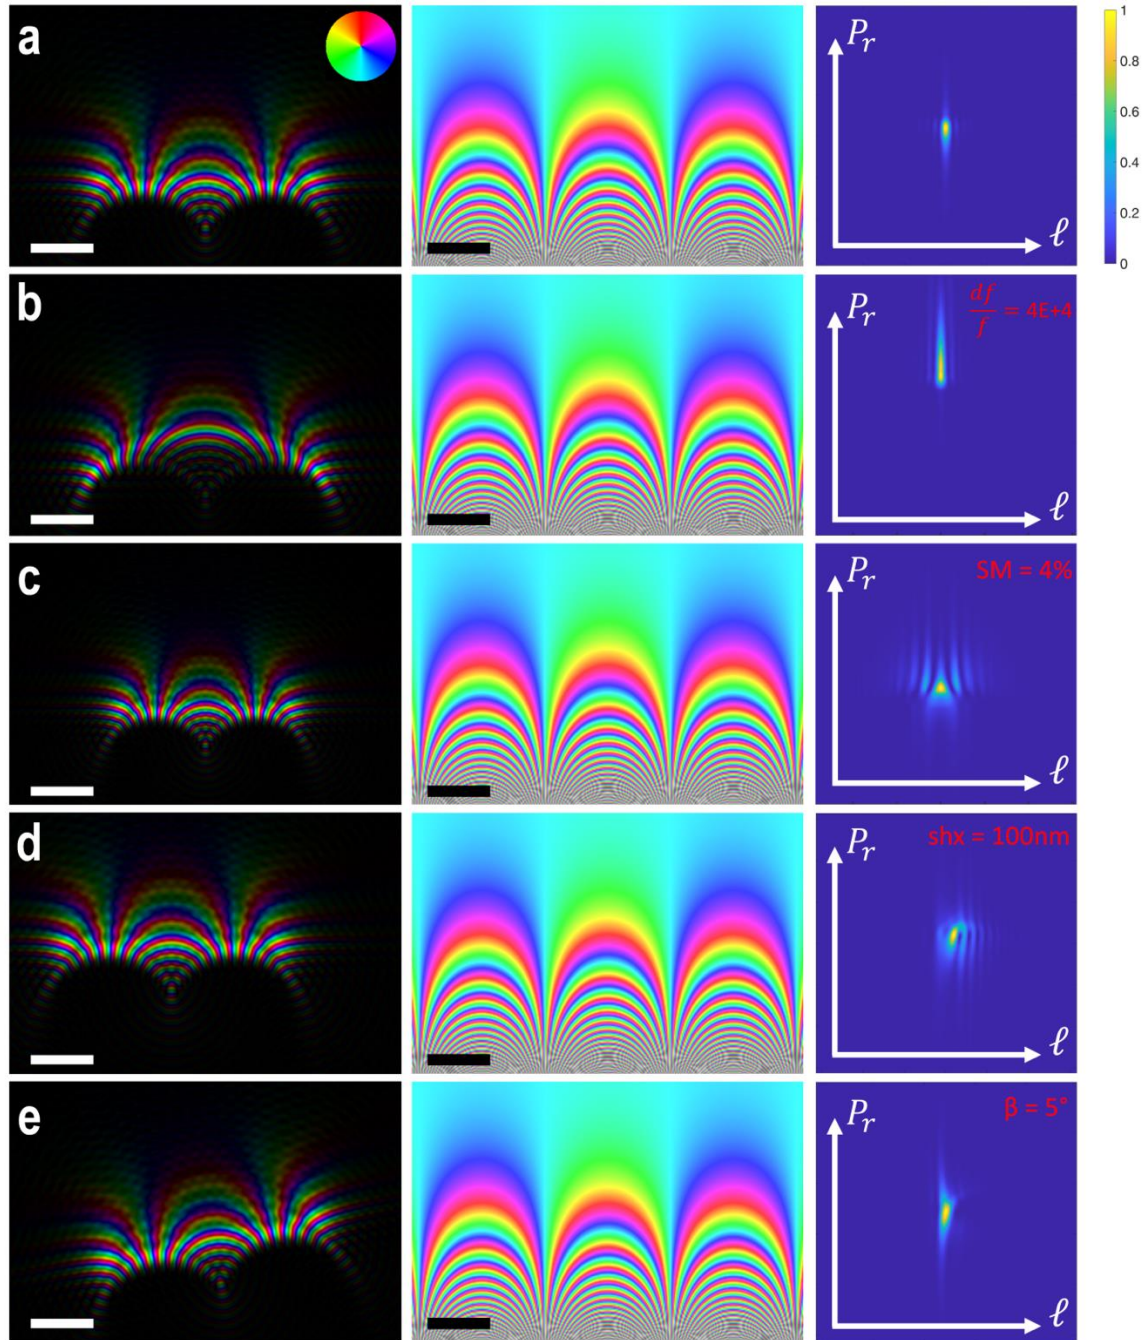 a
P_r
ℓ
1
0.8
0.6
0.4
0.2
0
b
P_r
df/f = 4E+4
ℓ
c
P_r
SM = 4%
ℓ
d
P_r
shx = 100nm
ℓ
e
P_r
β = 5°
ℓ